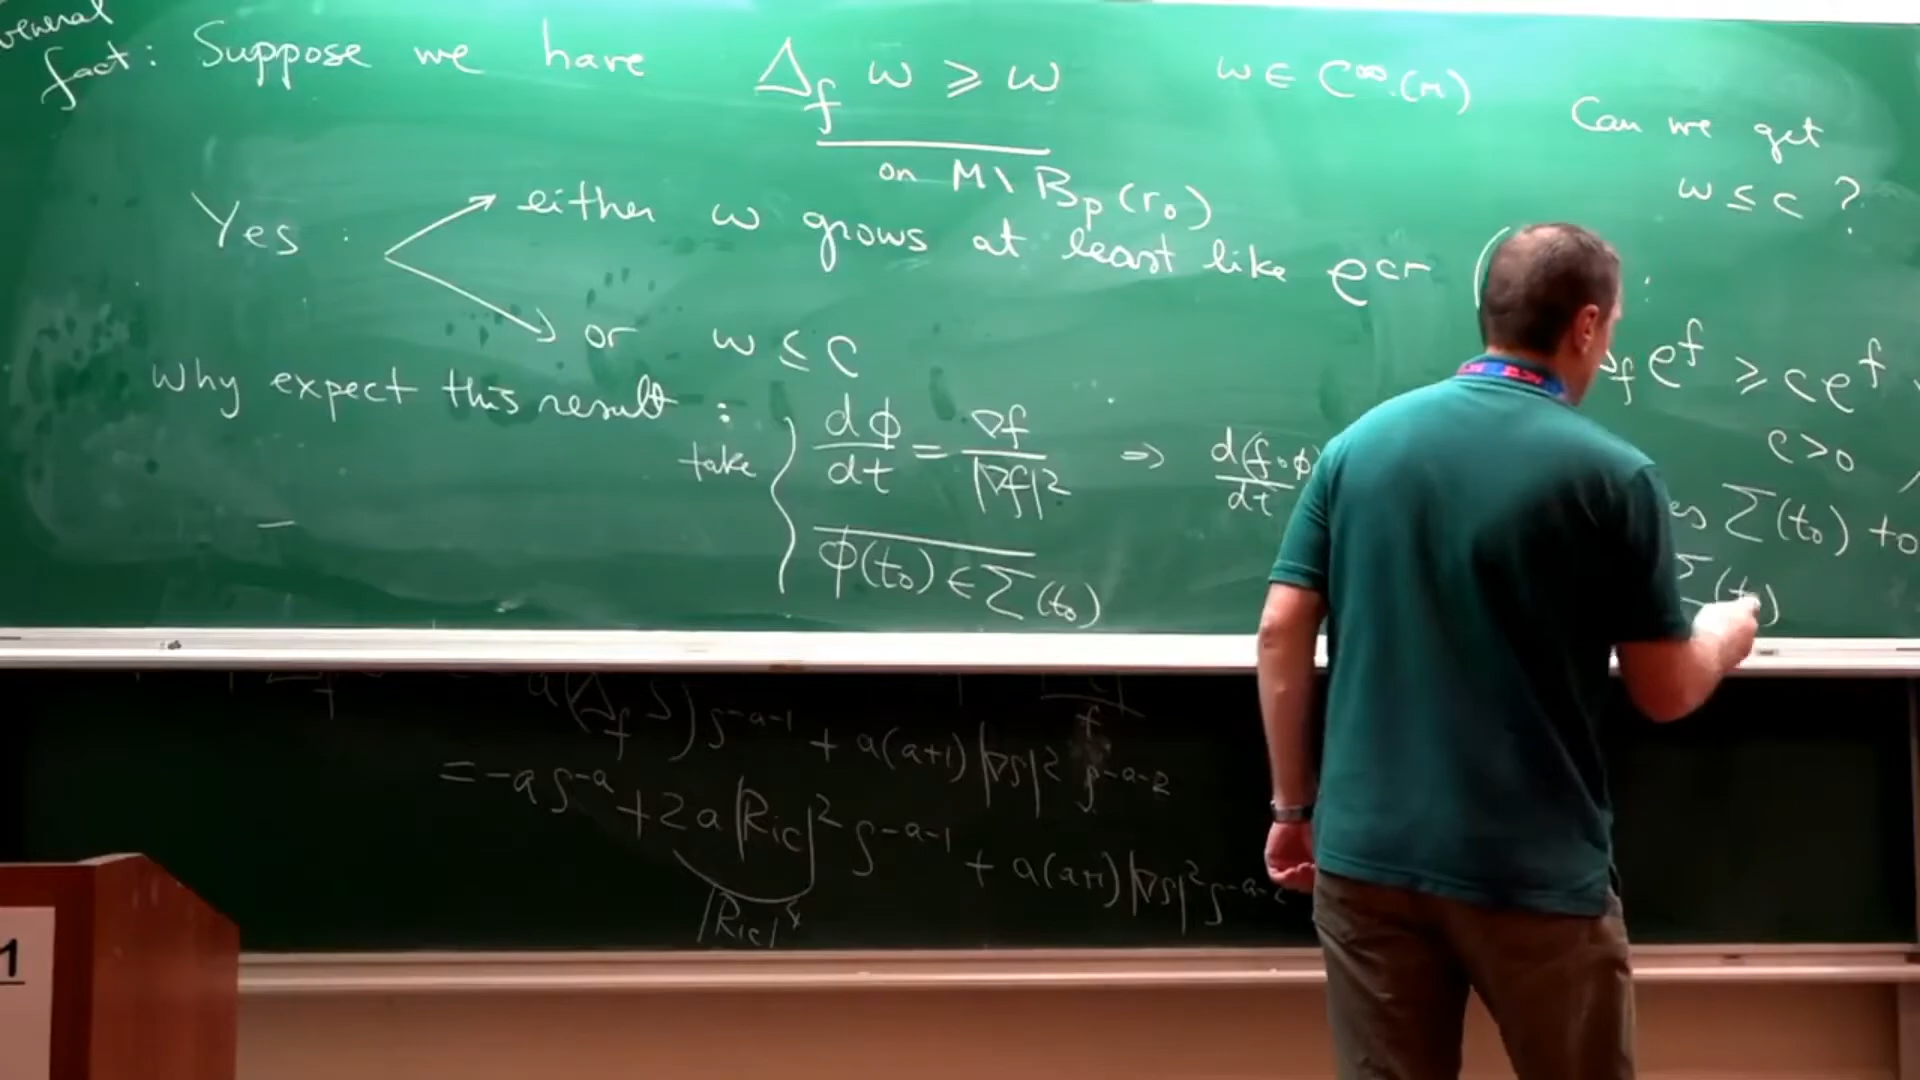 general
fact: Suppose we have Δ_f w ⩾ w w ∈ C^∞(M) Can we get
on M\B_p(r_0) w ≤ c ?
Yes : either w grows at least like e^{cr} ( :
or w ≤ c
e^f ⩾ c e^f
Why expect this result : take { dφ/dt = ∇f/|∇f|^2 ⇒ d(f∘φ)/dt c>0
φ(t_0) ∈ Σ(t_0)
Σ(t_0) to
Σ(t_0)
a(Δ_f S) S^{-a-1} + a(a+1)|∇S|^2 S^{-a-2}
= -a S^{-a} + 2a|Ric|^2 S^{-a-1} + a(a+1)|∇S|^2 S^{-a-2}
|Ric|
1